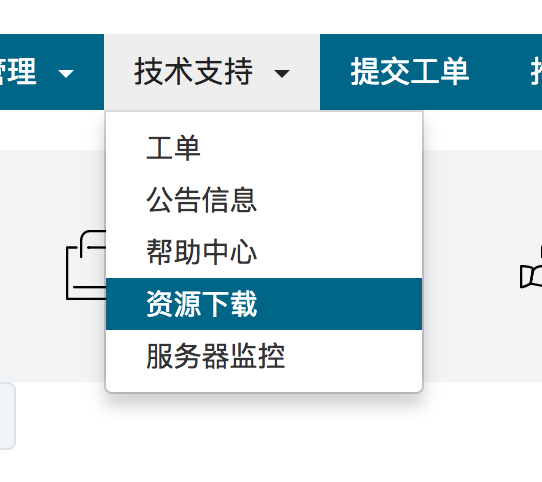 管理
技术支持
提交工单
工单
公告信息
帮助中心
资源下载
服务器监控